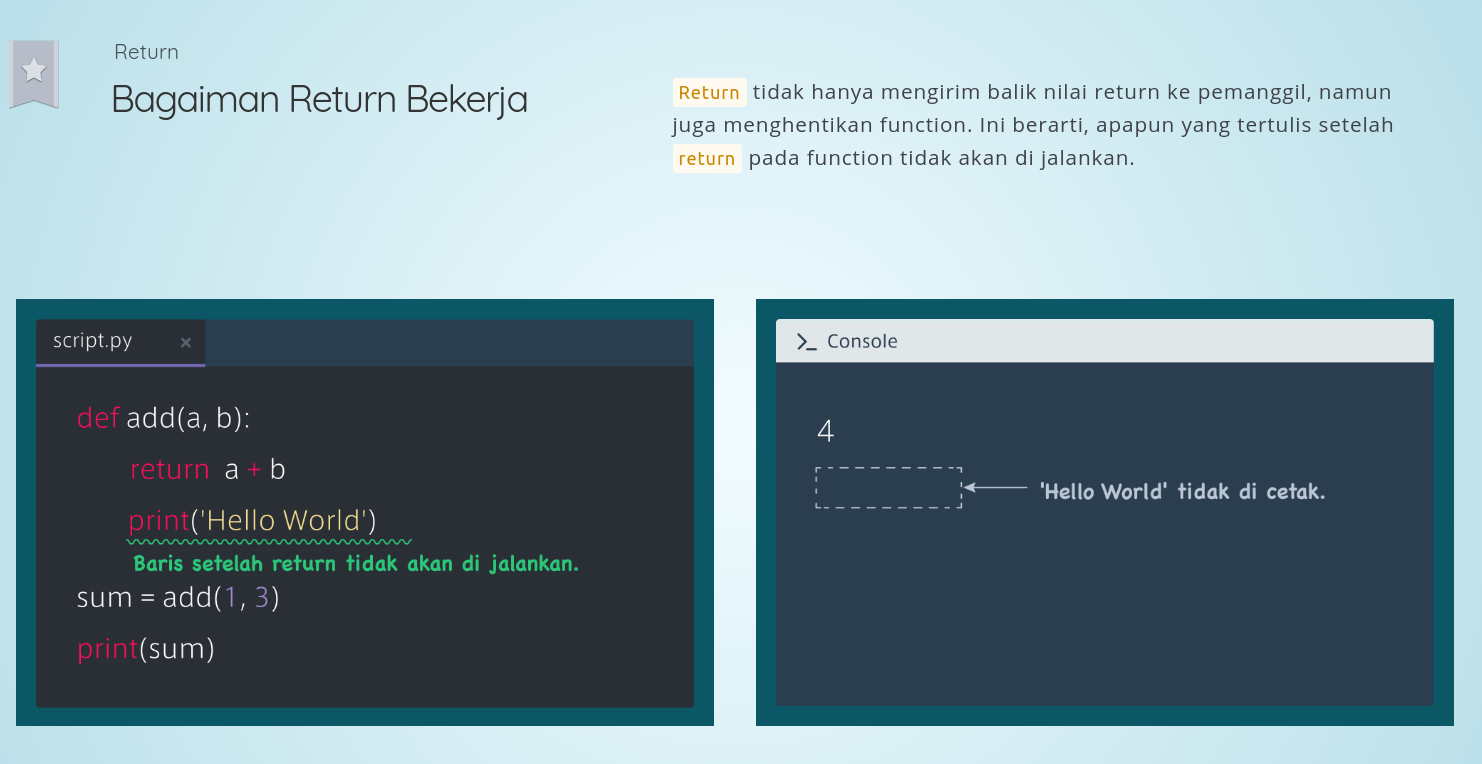 Return
Bagaiman Return Bekerja
Return tidak hanya mengirim balik nilai return ke pemanggil, namun
juga menghentikan function. Ini berarti, apapun yang tertulis setelah
return pada function tidak akan di jalankan.
script.py ×
def add(a, b):
return a + b
print('Hello World')
Baris setelah return tidak akan di jalankan.
sum = add(1, 3)
print(sum)
>_ Console
4
'Hello World' tidak di cetak.